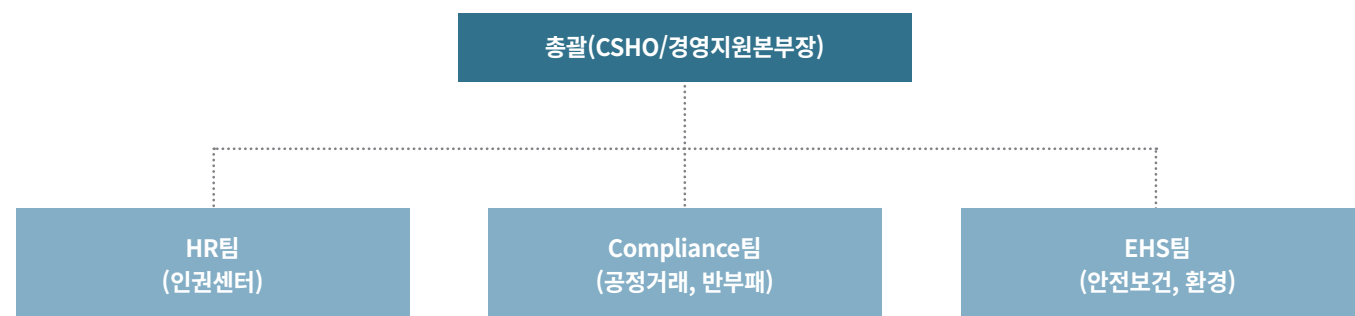 총괄(CSHO/경영지원본부장)
HR팀
(인권센터)
Compliance팀
(공정거래, 반부패)
EHS팀
(안전보건, 환경)